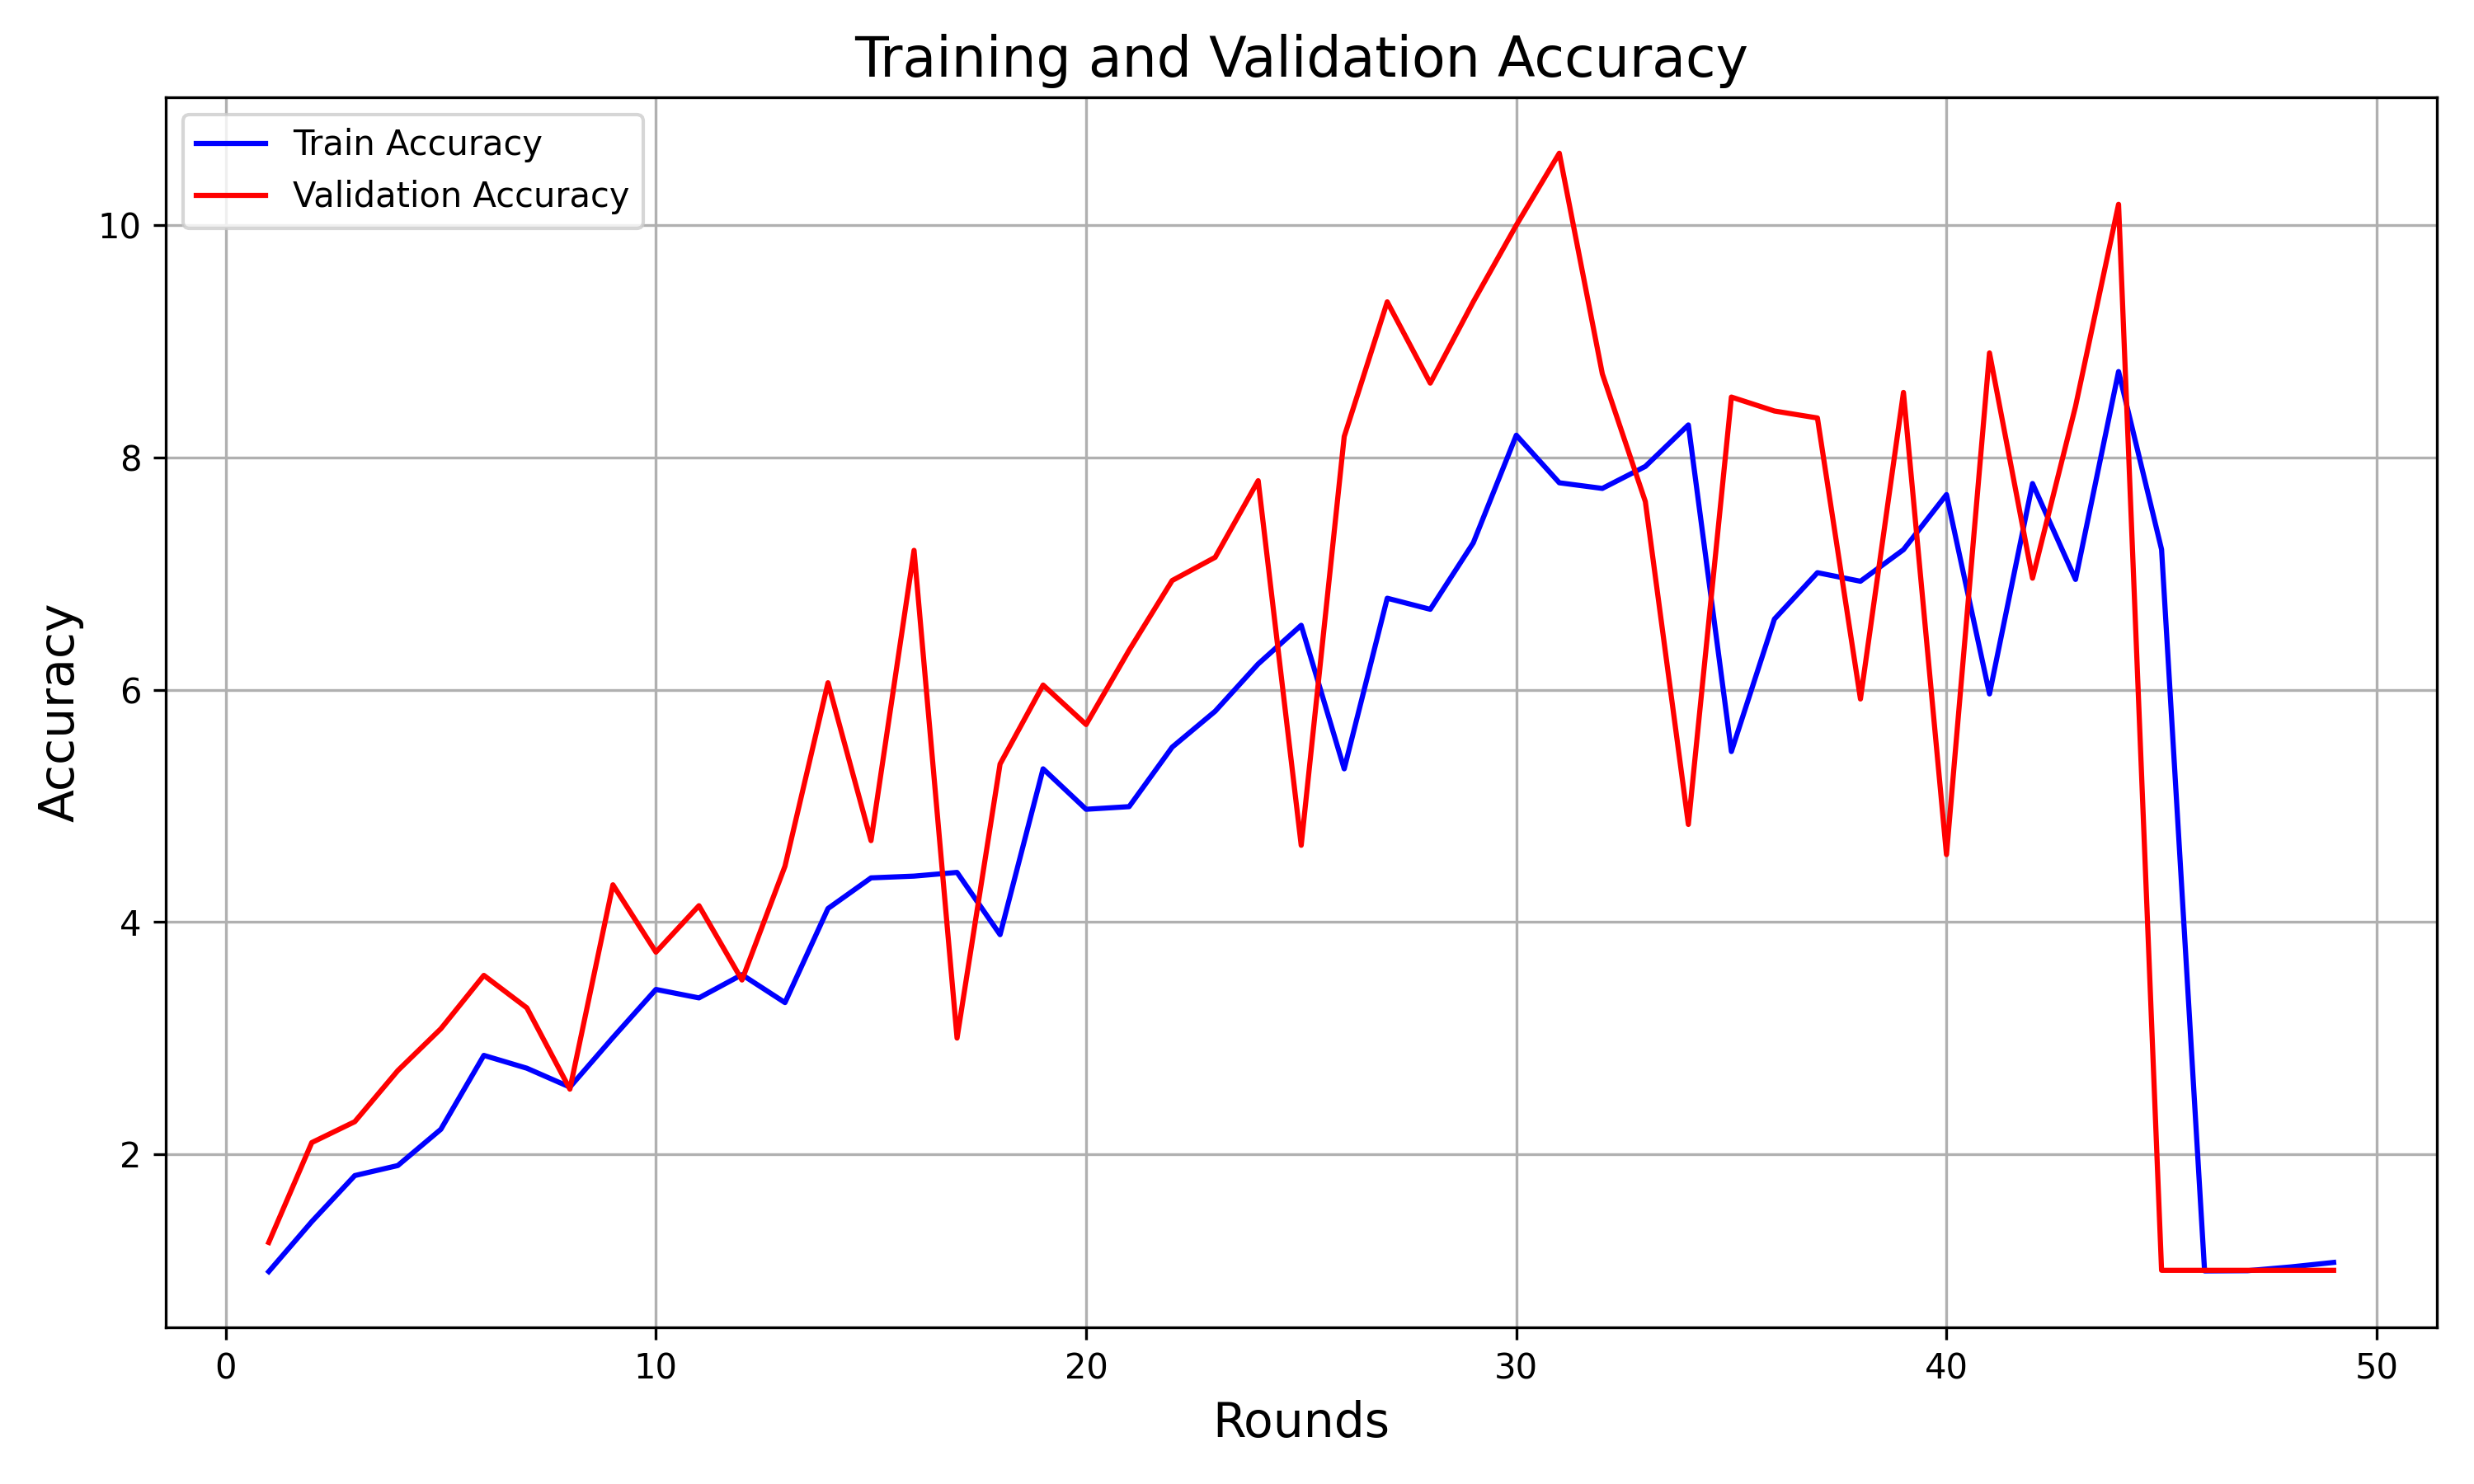 Training and Validation Accuracy
Train Accuracy
Validation Accuracy
10
8
6
4
2
Accuracy
0 10 20 30 40 50
Rounds